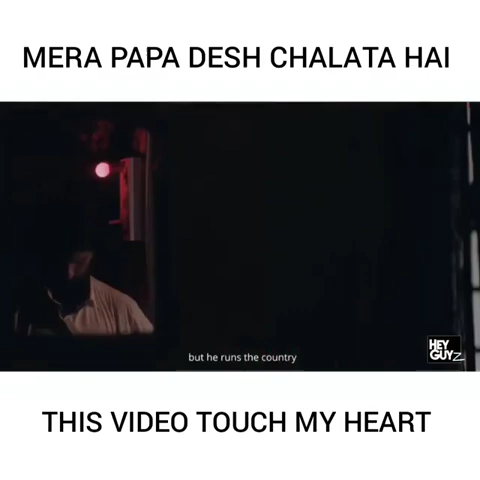 MERA PAPA DESH CHALATA HAI
but he runs the country
HEY
GUYZ
THIS VIDEO TOUCH MY HEART